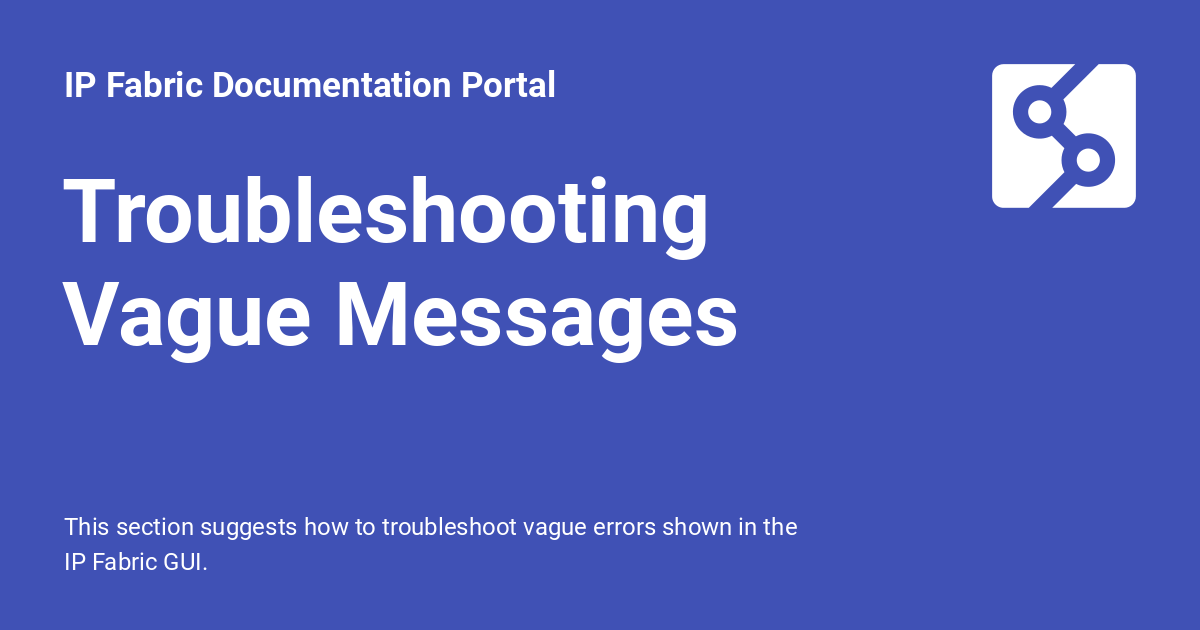 IP Fabric Documentation Portal
Troubleshooting
Vague Messages
This section suggests how to troubleshoot vague errors shown in the
IP Fabric GUI.